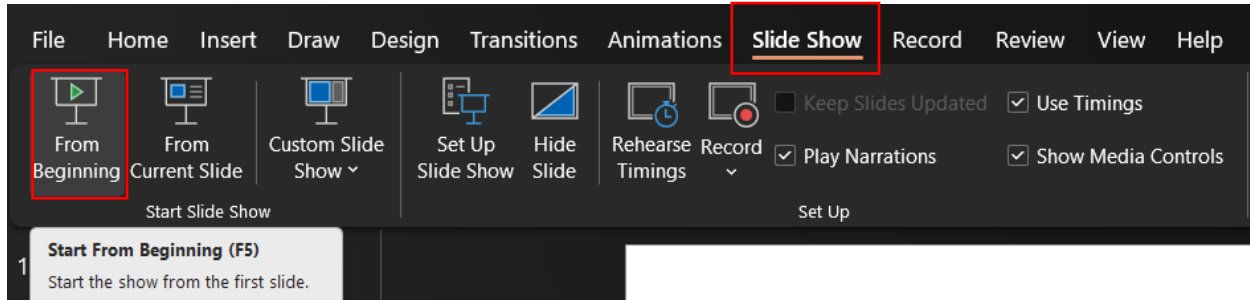 File Home Insert Draw Design Transitions Animations Slide Show Record Review View Help
From Beginning
From Current Slide
Custom Slide Show
Set Up Slide Show
Hide Slide
Rehearse Timings
Record
Keep Slides Updated
Play Narrations
Use Timings
Show Media Controls
Start Slide Show
Set Up
1
Start From Beginning (F5)
Start the show from the first slide.